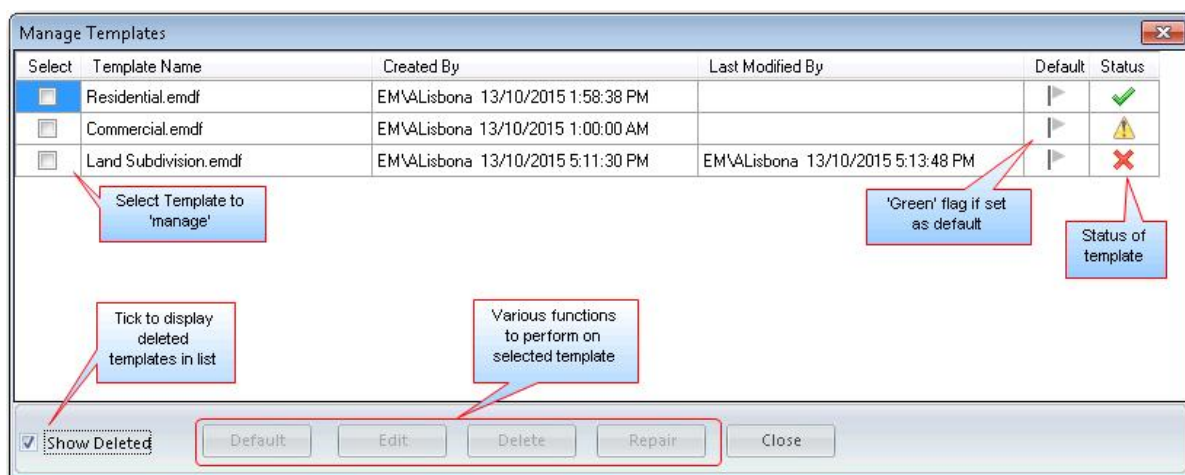 Manage Templates
Select Template Name Created By Last Modified By Default Status
Residential.emdf EM\ALisbona 13/10/2015 1:58:38 PM
Commercial.emdf EM\ALisbona 13/10/2015 1:00:00 AM
Land Subdivision.emdf EM\ALisbona 13/10/2015 5:11:30 PM EM\ALisbona 13/10/2015 5:13:48 PM
Select Template to
'manage'
'Green' flag if set
as default
Status of
template
Tick to display
deleted
templates in list
Various functions
to perform on
selected template
Show Deleted Default Edit Delete Repair Close